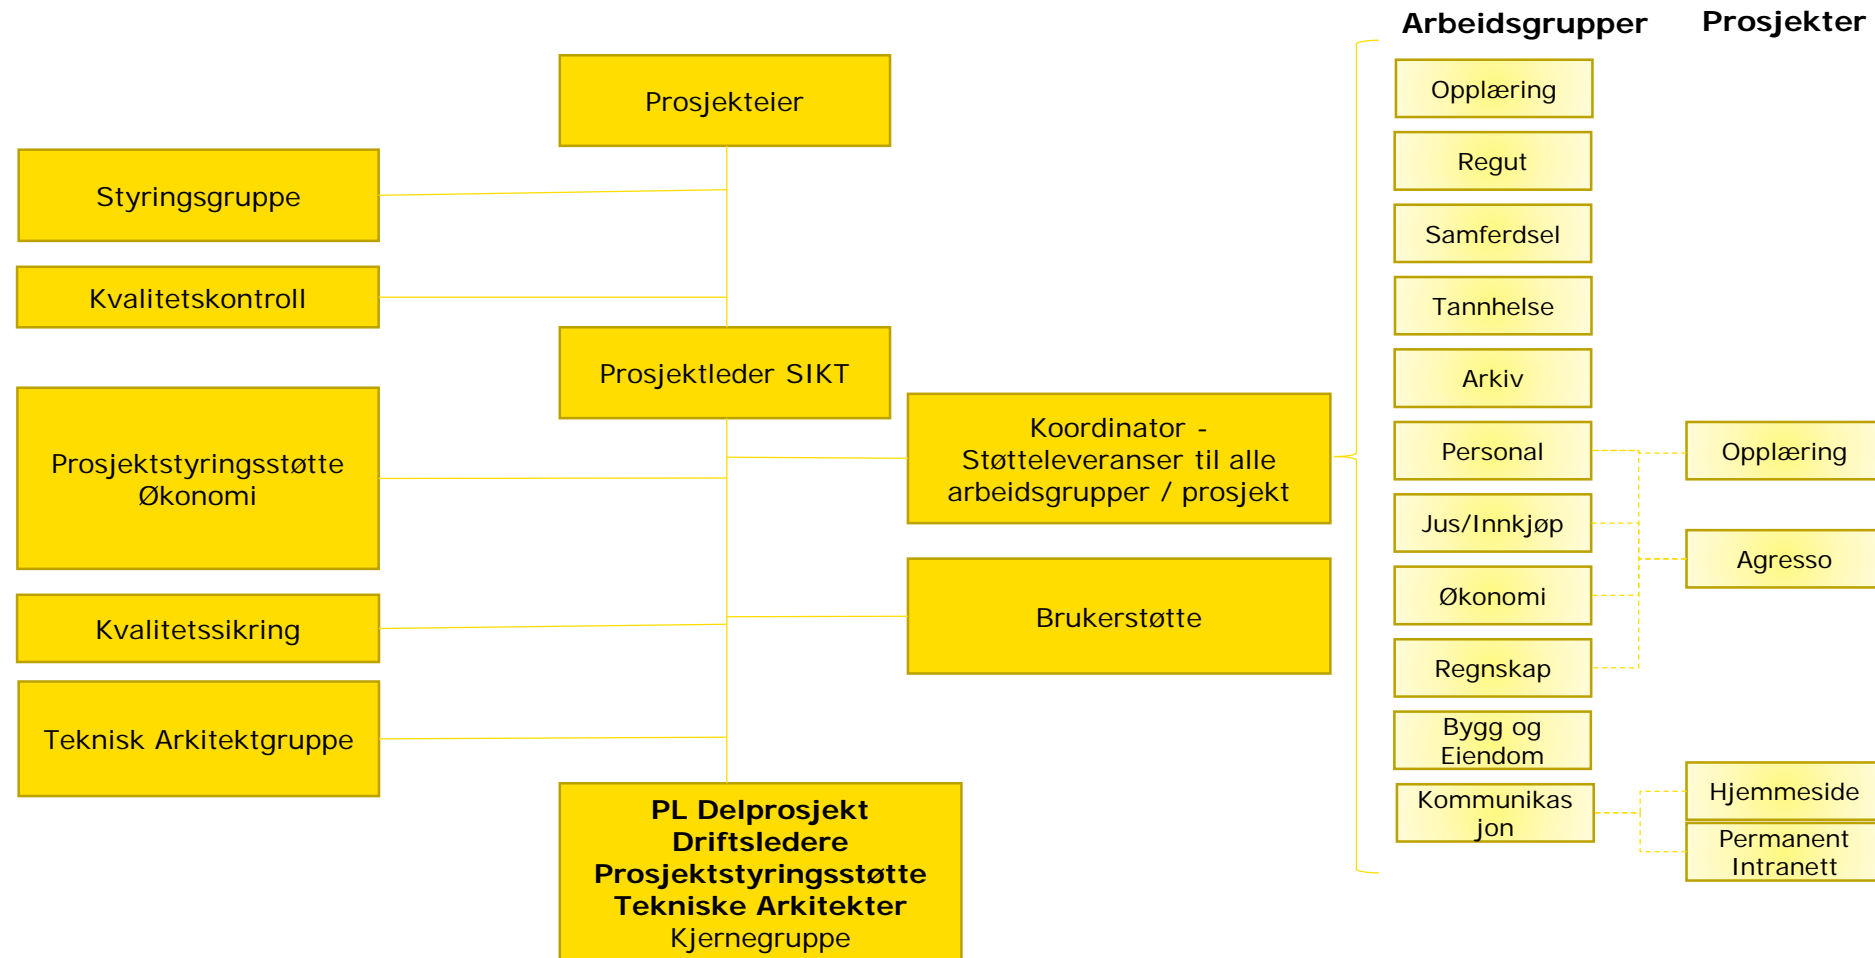 Arbeidsgrupper
Prosjekter
Prosjekteier
Styringsgruppe
Kvalitetskontroll
Prosjektleder SIKT
Prosjektstyringsstøtte
Økonomi
Koordinator -
Støtteleveranser til alle
arbeidsgrupper / prosjekt
Kvalitetssikring
Brukerstøtte
Teknisk Arkitektgruppe
PL Delprosjekt
Driftsledere
Prosjektstyringsstøtte
Tekniske Arkitekter
Kjernegruppe
Opplæring
Regut
Samferdsel
Tannhelse
Arkiv
Personal
Jus/Innkjøp
Økonomi
Regnskap
Bygg og
Eiendom
Kommunikas
jon
Opplæring
Agresso
Hjemmeside
Permanent
Intranett